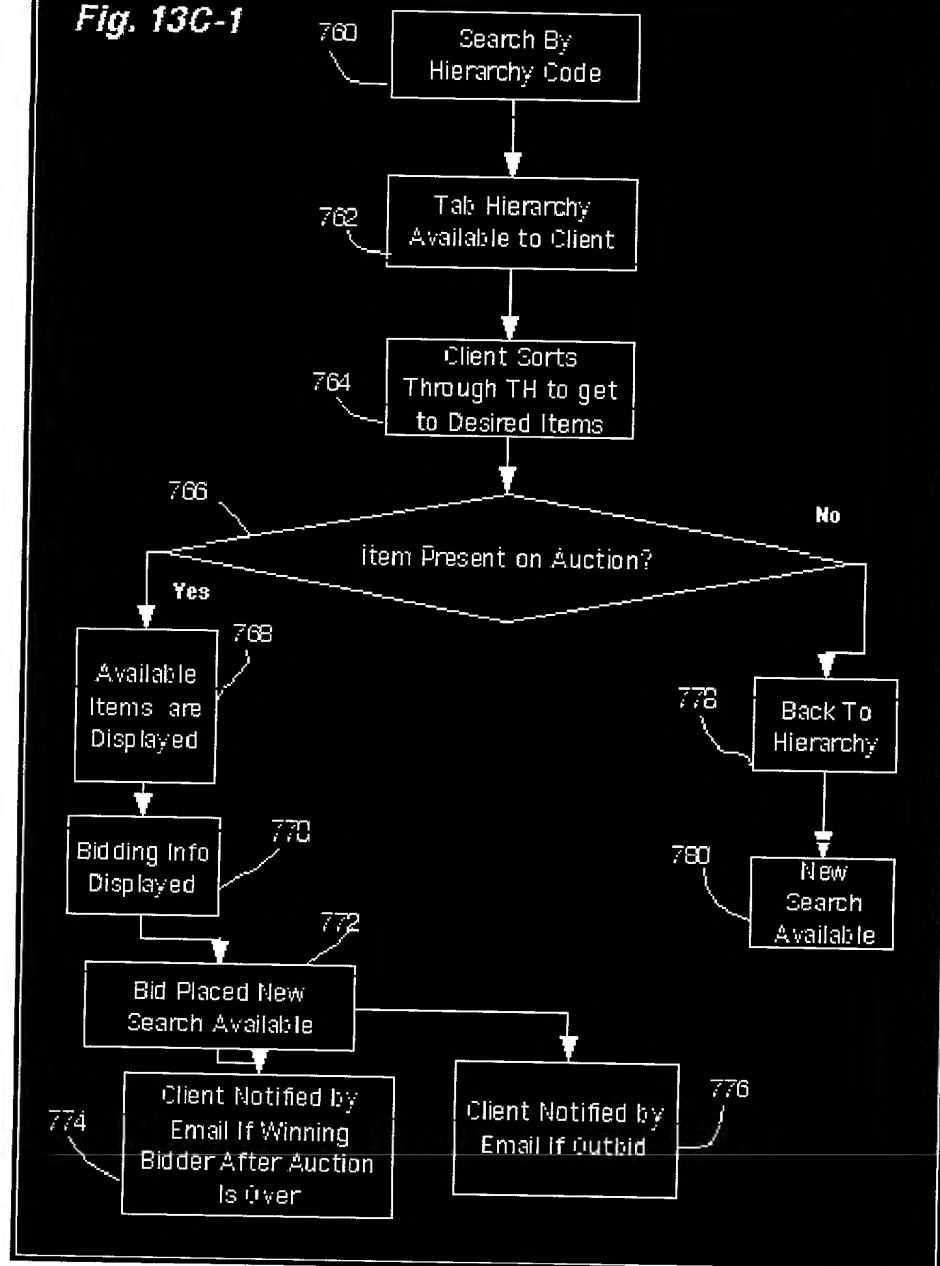 Fig. 13C-1
760
Search By
Hierarchy Code
762
Tab Hierarchy
Available to Client
764
Client Sorts
Through TH to get
to Desired Items
766
No
Item Present on Auction?
Yes
768
Available
Items are
Displayed
778
Back To
Hierarchy
770
Bidding Info
Displayed
780
New
Search
Available
772
Bid Placed New
Search Available
774
Client Notified by
Email If Winning
Bidder After Auction
Is Over
776
Client Notified by
Email If Outbid